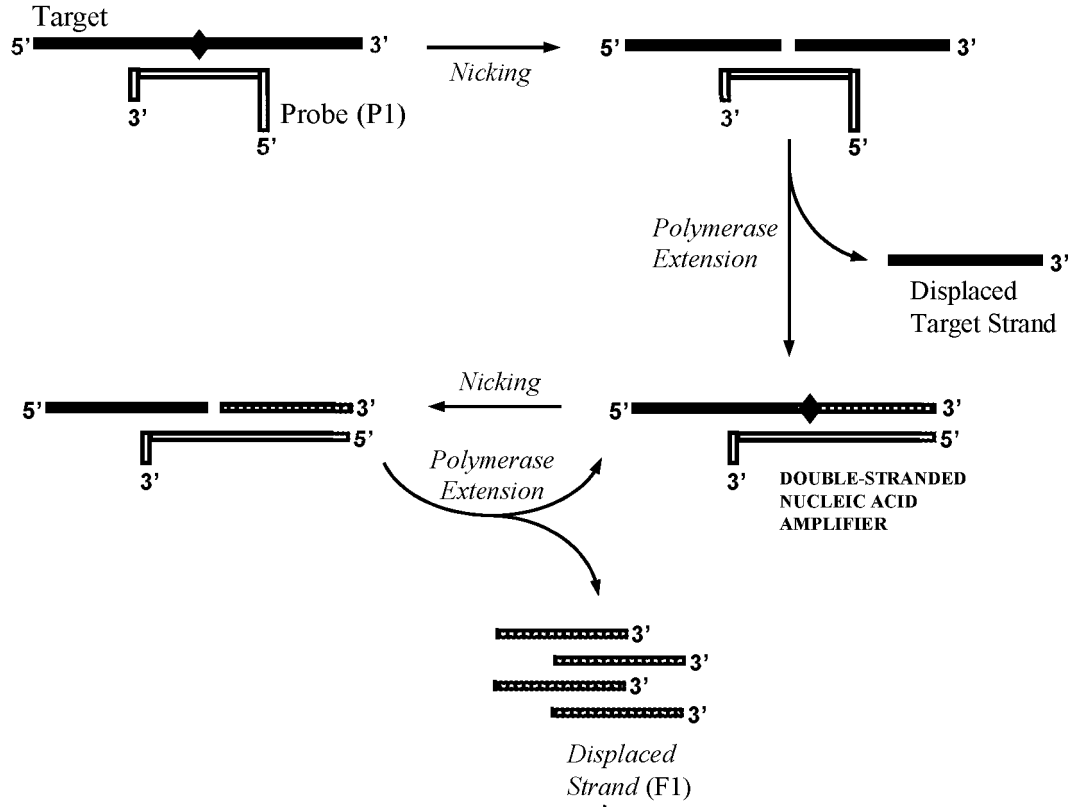 Target
5’ 3’
Nicking
5’ 3’
3’
Probe (P1)
5’
3’
5’
Polymerase
Extension
3’
Displaced
Target Strand
5’ 3’
Nicking
5’ 3’
5’
3’
5’
3’
Polymerase
Extension
DOUBLE-STRANDED
NUCLEIC ACID
AMPLIFIER
3’
3’
3’
3’
Displaced
Strand (F1)